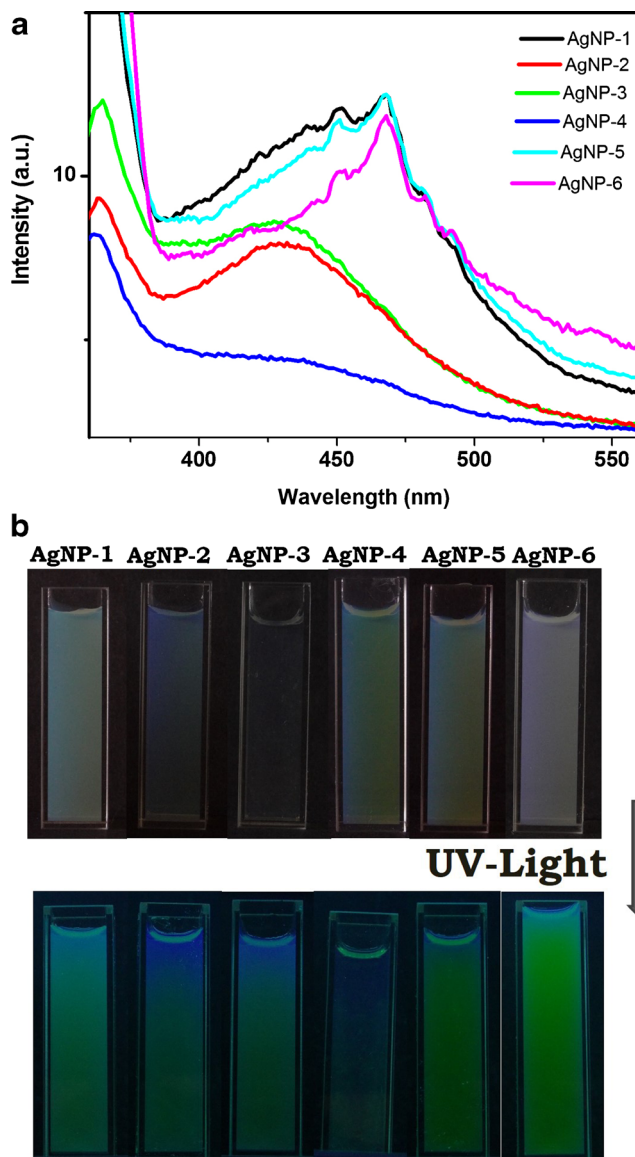 a
AgNP-1
AgNP-2
AgNP-3
AgNP-4
AgNP-5
AgNP-6
10
Intensity (a.u.)
400 450 500 550
Wavelength (nm)
b
AgNP-1 AgNP-2 AgNP-3 AgNP-4 AgNP-5 AgNP-6
UV-Light